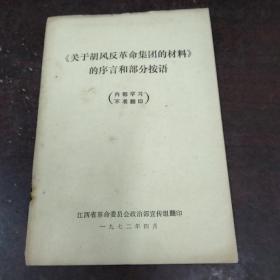 《关于胡风反革命集团的材料》
的序言和部分按语
(内部学习
不准翻印)
江西省革命委员会政治部宣传组翻印
一九七二年四月